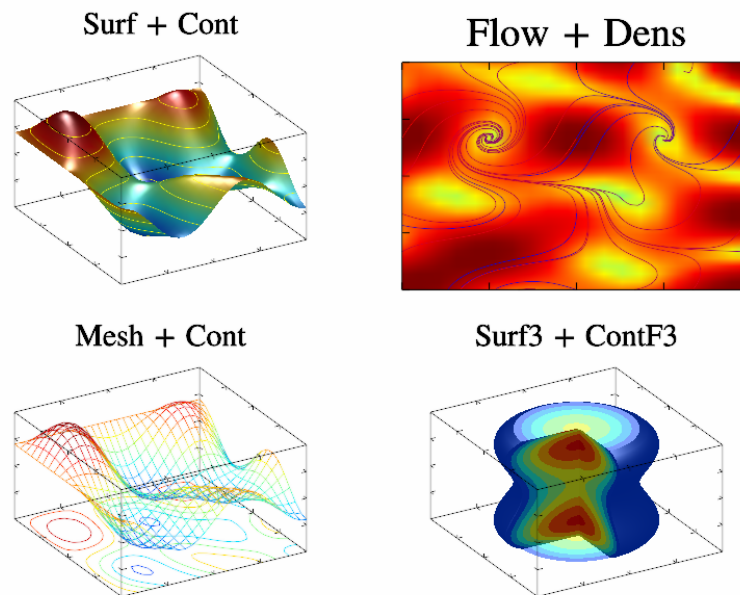 Surf + Cont
Flow + Dens
Mesh + Cont
Surf3 + ContF3